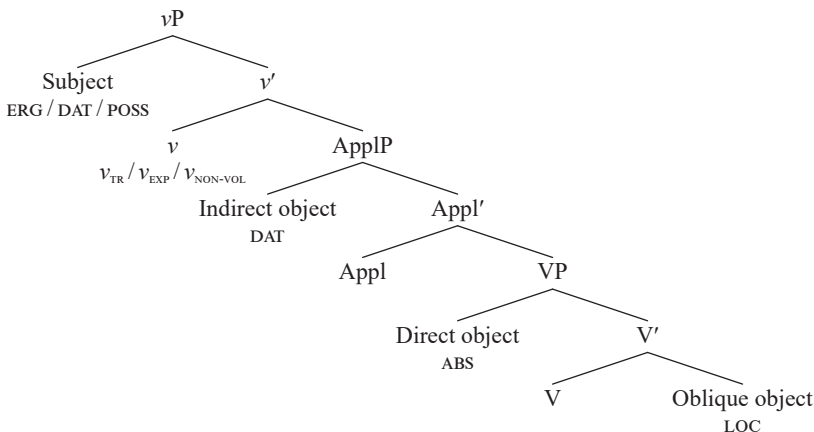 vP
Subject
ERG / DAT / POSS
v′
v
vTR / vEXP / vNON-VOL
ApplP
Indirect object
DAT
Appl′
Appl
VP
Direct object
ABS
V′
V
Oblique object
LOC